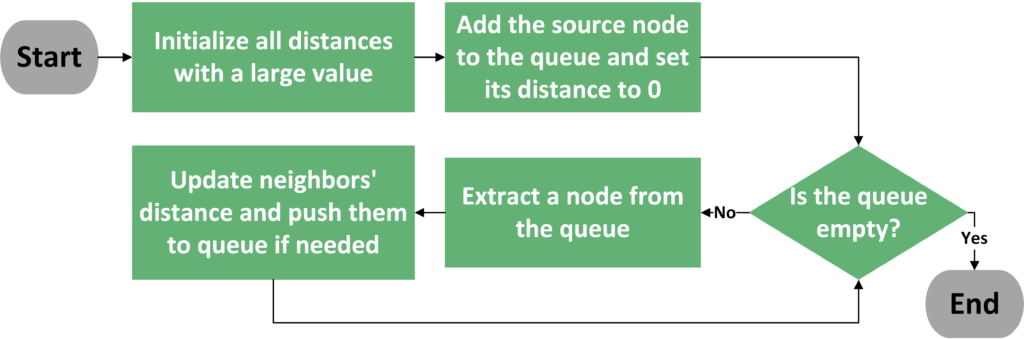 Start
Initialize all distances
with a large value
Add the source node
to the queue and set
its distance to 0
Is the queue
empty?
No
Extract a node from
the queue
Update neighbors'
distance and push them
to queue if needed
Yes
End